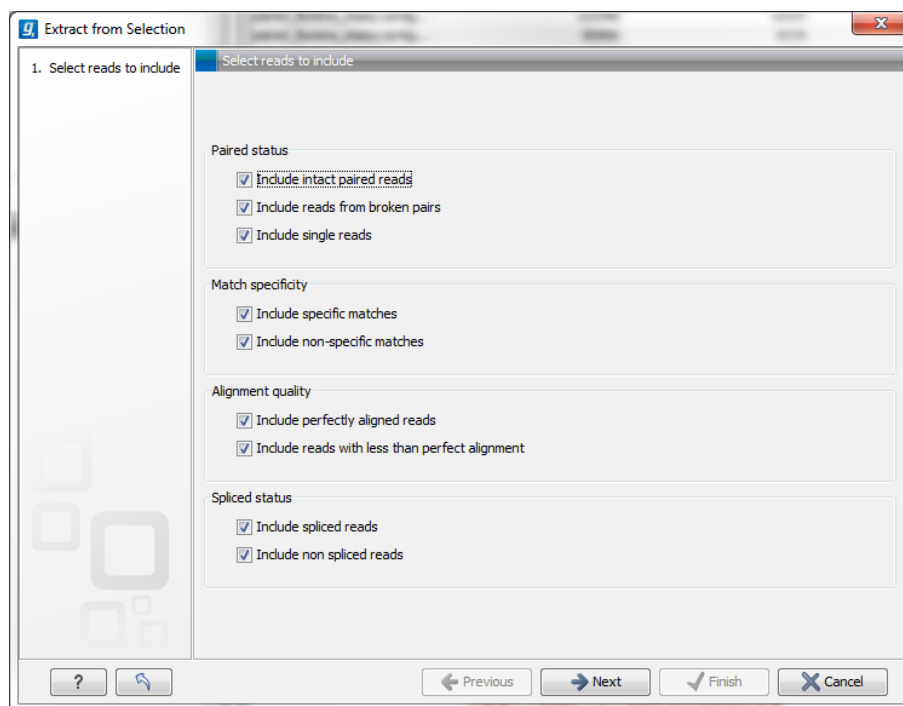 Extract from Selection
1. Select reads to include
Select reads to include
Paired status
Include intact paired reads
Include reads from broken pairs
Include single reads
Match specificity
Include specific matches
Include non-specific matches
Alignment quality
Include perfectly aligned reads
Include reads with less than perfect alignment
Spliced status
Include spliced reads
Include non spliced reads
? Previous Next Finish Cancel